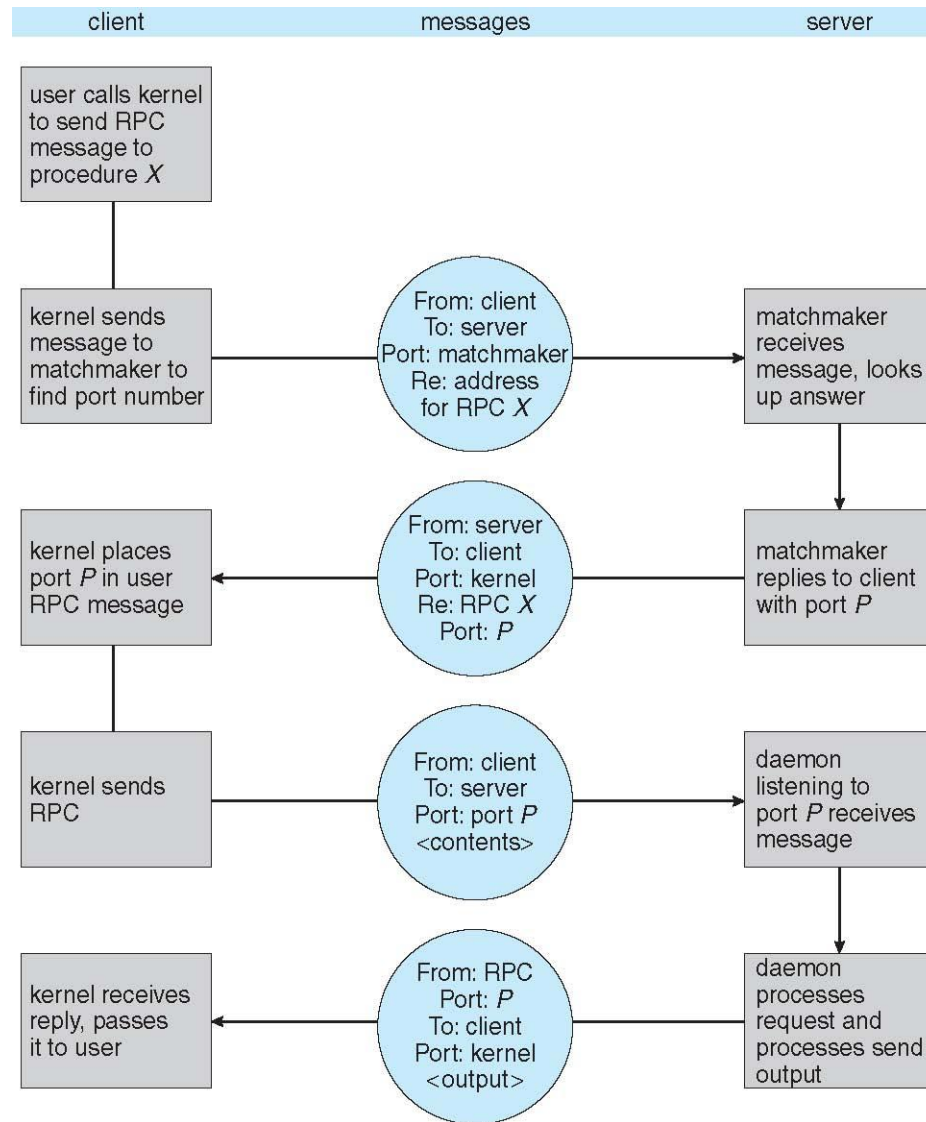 client
messages
server
user calls kernel
to send RPC
message to
procedure X
kernel sends
message to
matchmaker to
find port number
From: client
To: server
Port: matchmaker
Re: address
for RPC X
matchmaker
receives
message, looks
up answer
kernel places
port P in user
RPC message
From: server
To: client
Port: kernel
Re: RPC X
Port: P
matchmaker
replies to client
with port P
kernel sends
RPC
From: client
To: server
Port: port P
<contents>
daemon
listening to
port P receives
message
kernel receives
reply, passes
it to user
From: RPC
Port: P
To: client
Port: kernel
<output>
daemon
processes
request and
processes send
output